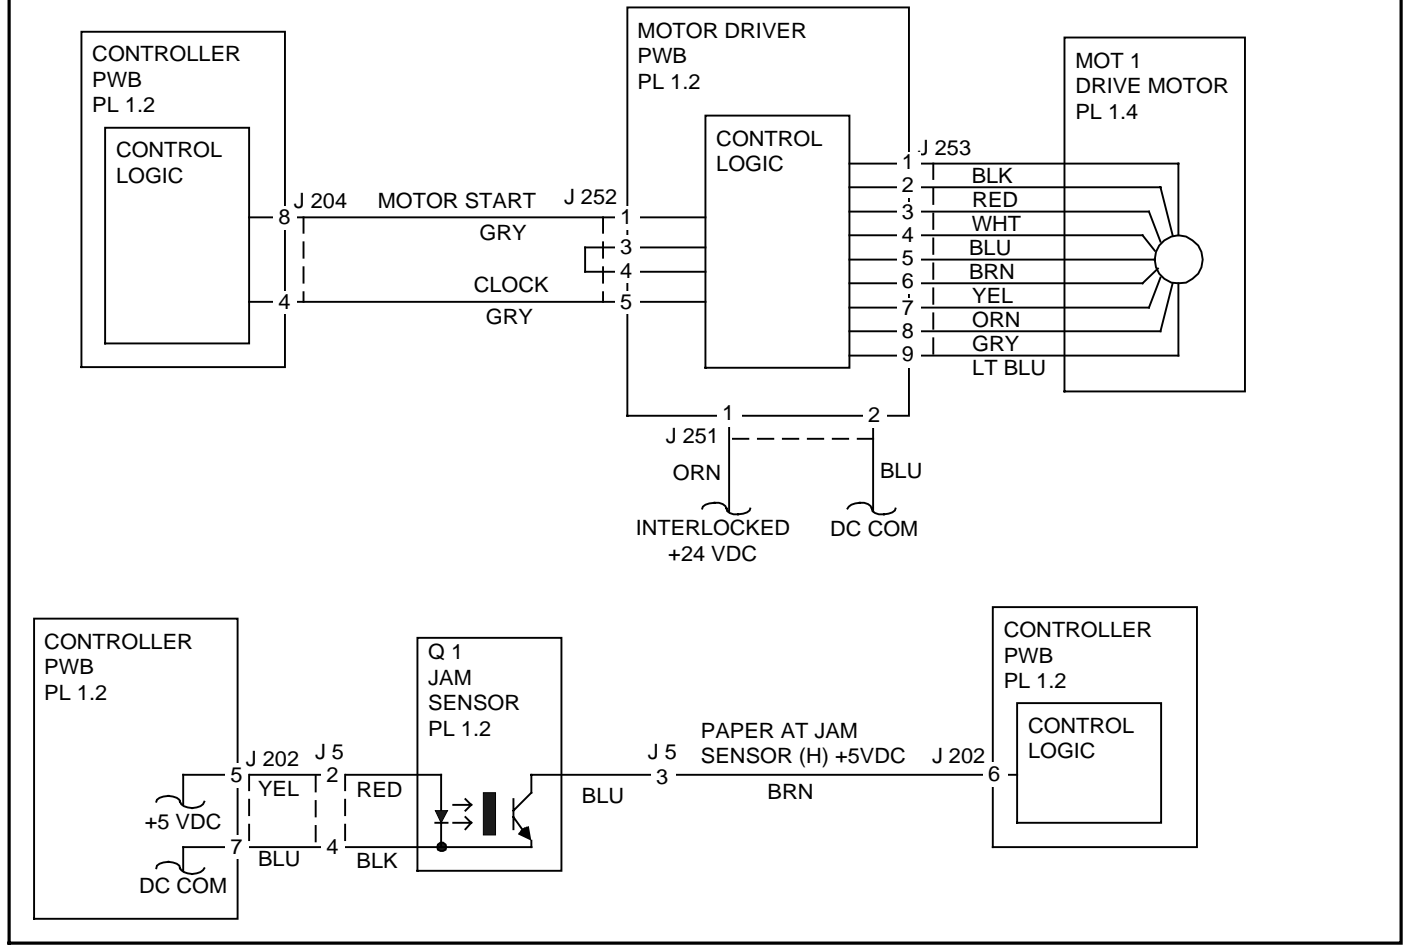 CONTROLLER
PWB
PL 1.2
CONTROL
LOGIC
8
J 204
MOTOR START
GRY
J 252
1
3
4
CLOCK
4
GRY
5
MOTOR DRIVER
PWB
PL 1.2
CONTROL
LOGIC
J 253
1
BLK
2
RED
3
WHT
4
BLU
5
BRN
6
YEL
7
ORN
8
GRY
9
LT BLU
MOT 1
DRIVE MOTOR
PL 1.4
1
2
J 251
ORN
BLU
INTERLOCKED
+24 VDC
DC COM
CONTROLLER
PWB
PL 1.2
5
J 202
J 5
YEL
2
RED
+5 VDC
7
BLU
4
BLK
DC COM
Q 1
JAM
SENSOR
PL 1.2
BLU
J 5
3
PAPER AT JAM
SENSOR (H) +5VDC
BRN
J 202
6
CONTROLLER
PWB
PL 1.2
CONTROL
LOGIC